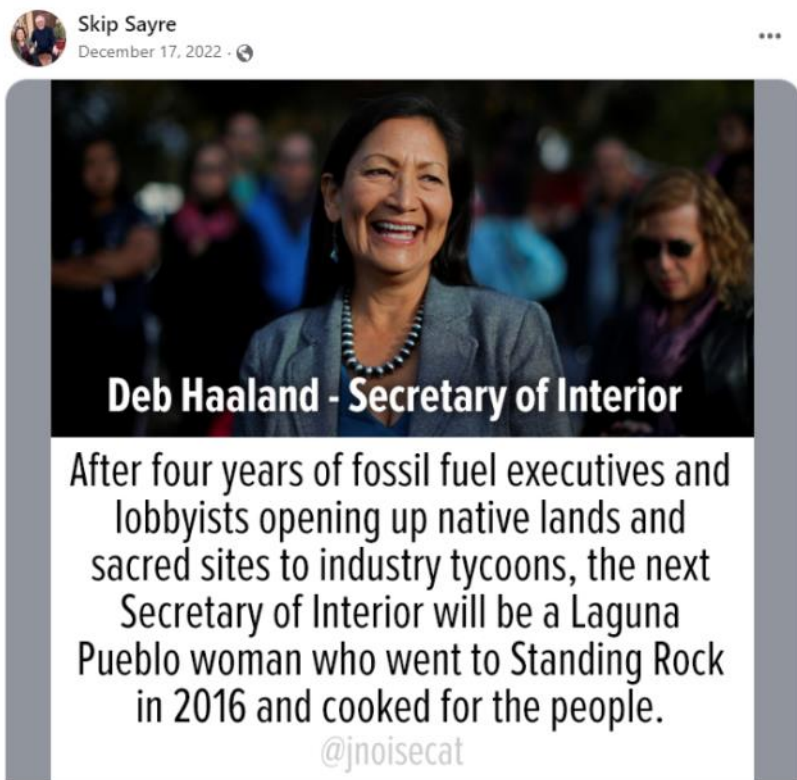 Skip Sayre
December 17, 2022 ·
Deb Haaland - Secretary of Interior
After four years of fossil fuel executives and
lobbyists opening up native lands and
sacred sites to industry tycoons, the next
Secretary of Interior will be a Laguna
Pueblo woman who went to Standing Rock
in 2016 and cooked for the people.
@jnoisecat